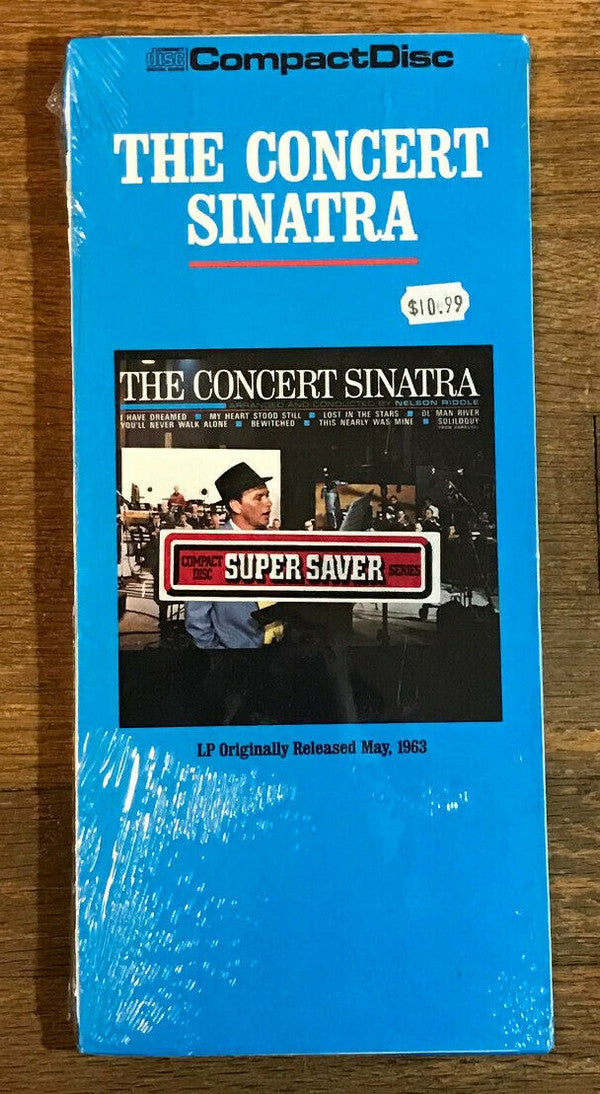 disc CompactDisc
DIGITAL AUDIO
THE CONCERT
SINATRA
$10.99
THE CONCERT SINATRA
ARRANGED AND CONDUCTED BY NELSON RIDDLE
I HAVE DREAMED ■ MY HEART STOOD STILL ■ LOST IN THE STARS ■ OL' MAN RIVER
YOU'LL NEVER WALK ALONE ■ BEWITCHED ■ THIS NEARLY WAS MINE ■ SOLILOQUY
COMPACT DISC SUPER SAVER SERIES
LP Originally Released May, 1963